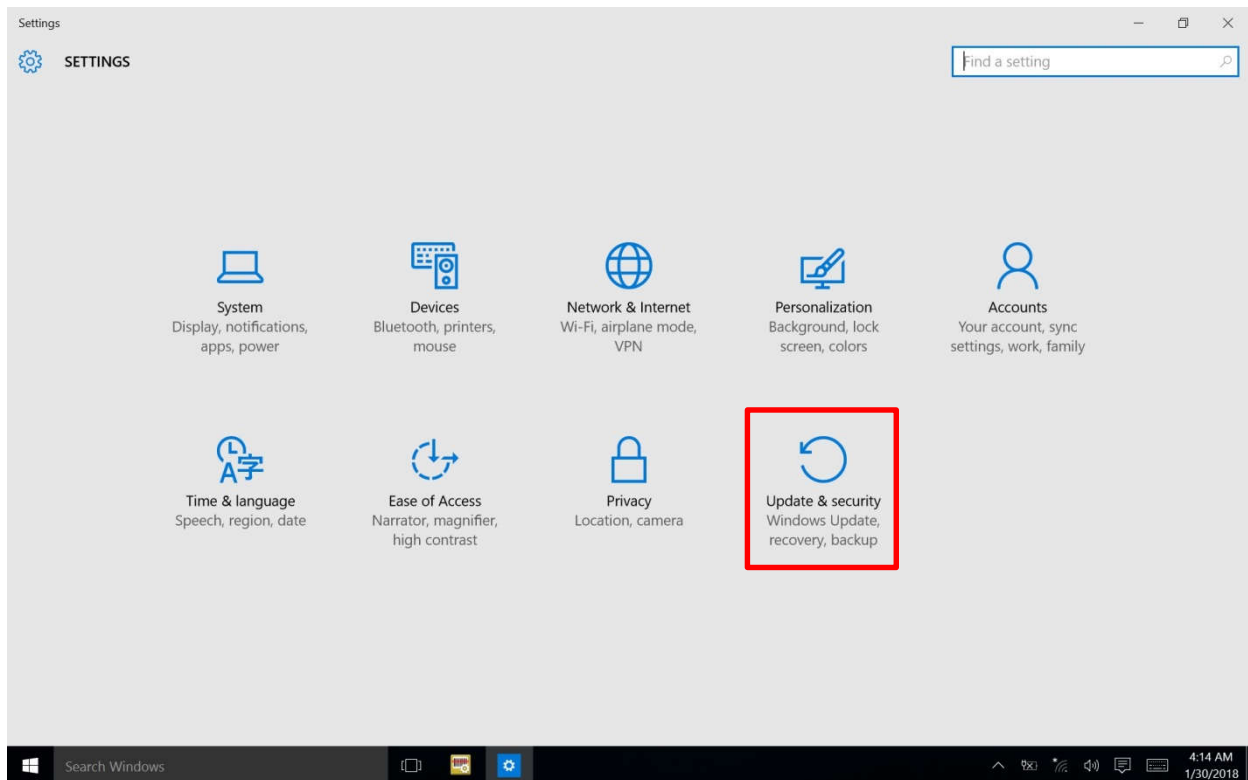 Settings
SETTINGS
Find a setting
System
Display, notifications,
apps, power
Devices
Bluetooth, printers,
mouse
Network & Internet
Wi-Fi, airplane mode,
VPN
Personalization
Background, lock
screen, colors
Accounts
Your account, sync
settings, work, family
A字
Time & language
Speech, region, date
Ease of Access
Narrator, magnifier,
high contrast
Privacy
Location, camera
Update & security
Windows Update,
recovery, backup
Search Windows
4:14 AM
1/30/2018